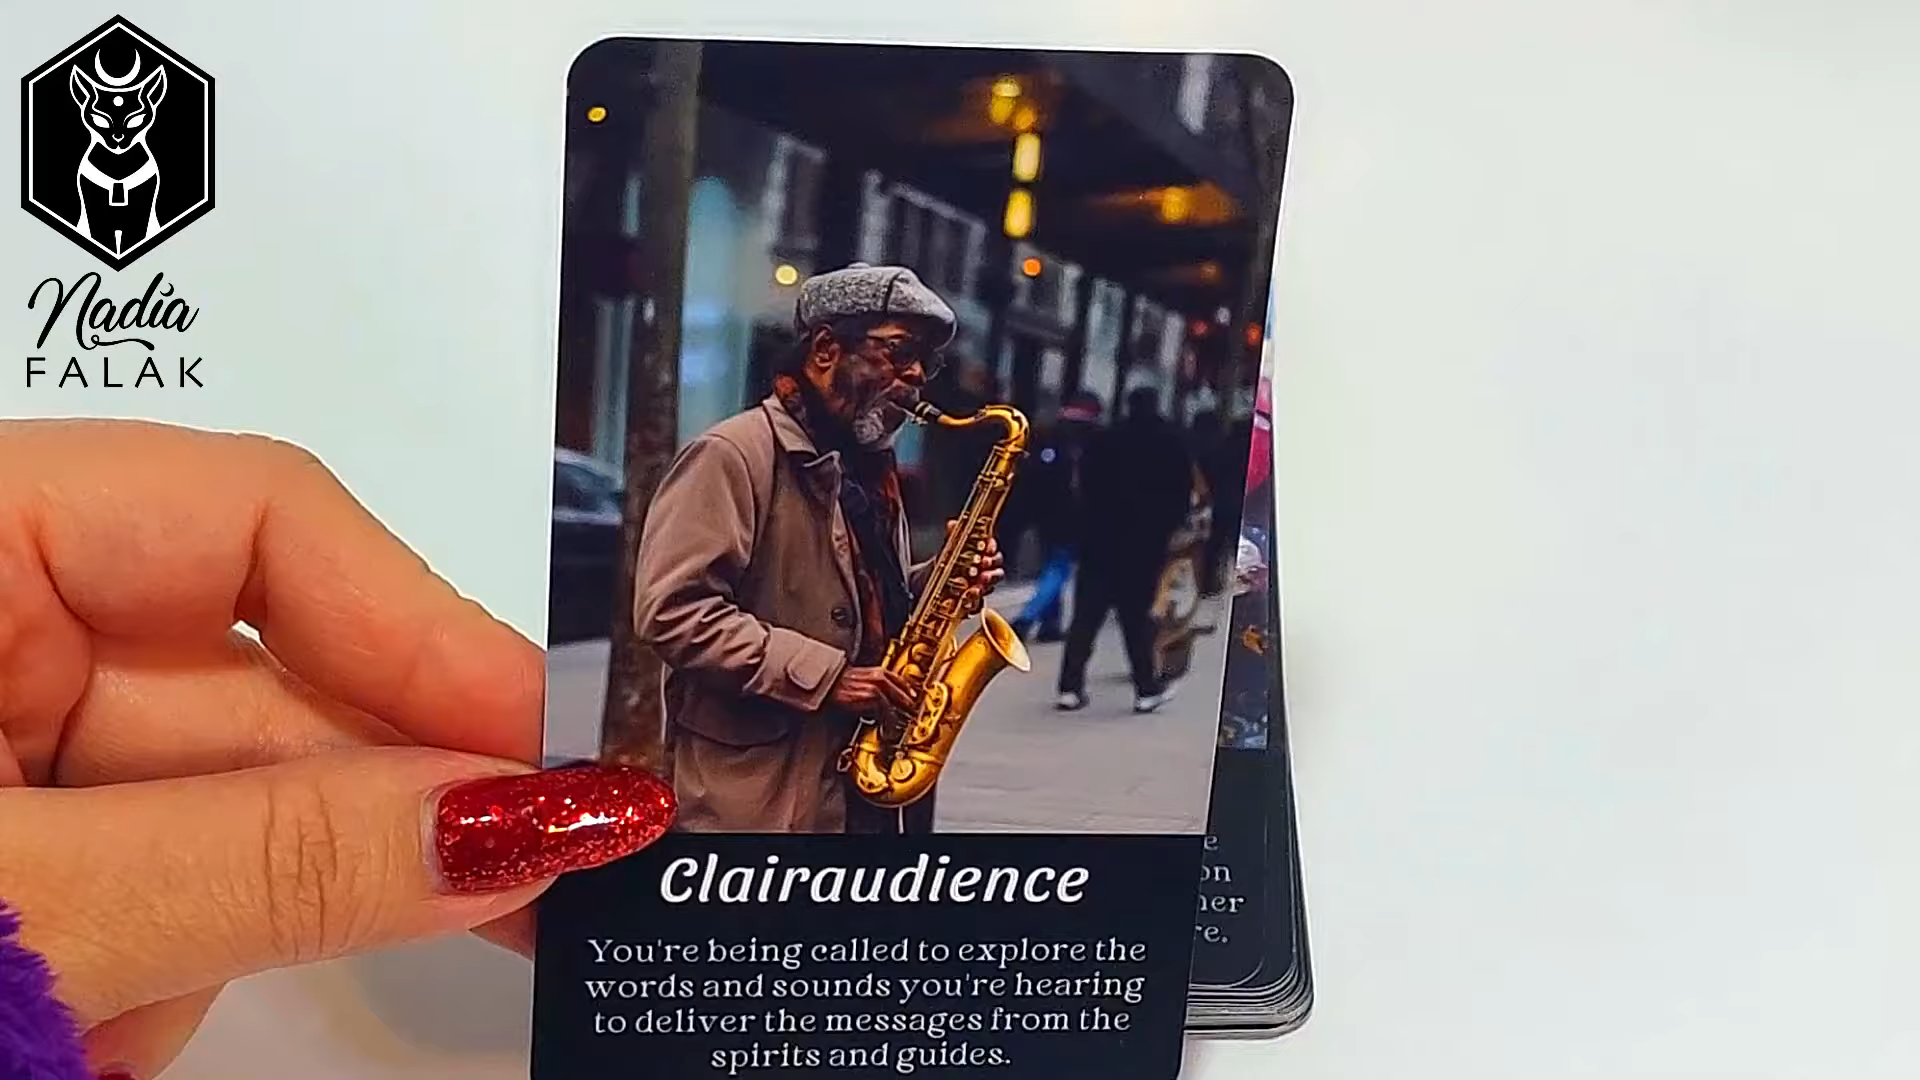 Nadia
FALAK
Clairaudience
You're being called to explore the
words and sounds you're hearing
to deliver the messages from the
spirits and guides.